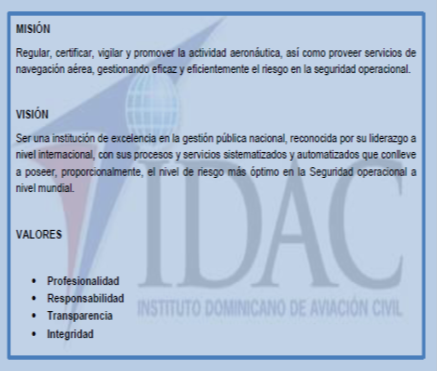 MISIÓN
Regular, certificar, vigilar y promover la actividad aeronáutica, así como proveer servicios de
navegación aérea, gestionando eficaz y eficientemente el riesgo en la seguridad operacional.
VISIÓN
Ser una institución de excelencia en la gestión pública nacional, reconocida por su liderazgo a
nivel internacional, con sus procesos y servicios sistematizados y automatizados que conlleve
a poseer, proporcionalmente, el nivel de riesgo más óptimo en la Seguridad operacional a
nivel mundial.
VALORES
• Profesionalidad
• Responsabilidad
• Transparencia
• Integridad
IDAC
INSTITUTO DOMINICANO DE AVIACIÓN CIVIL